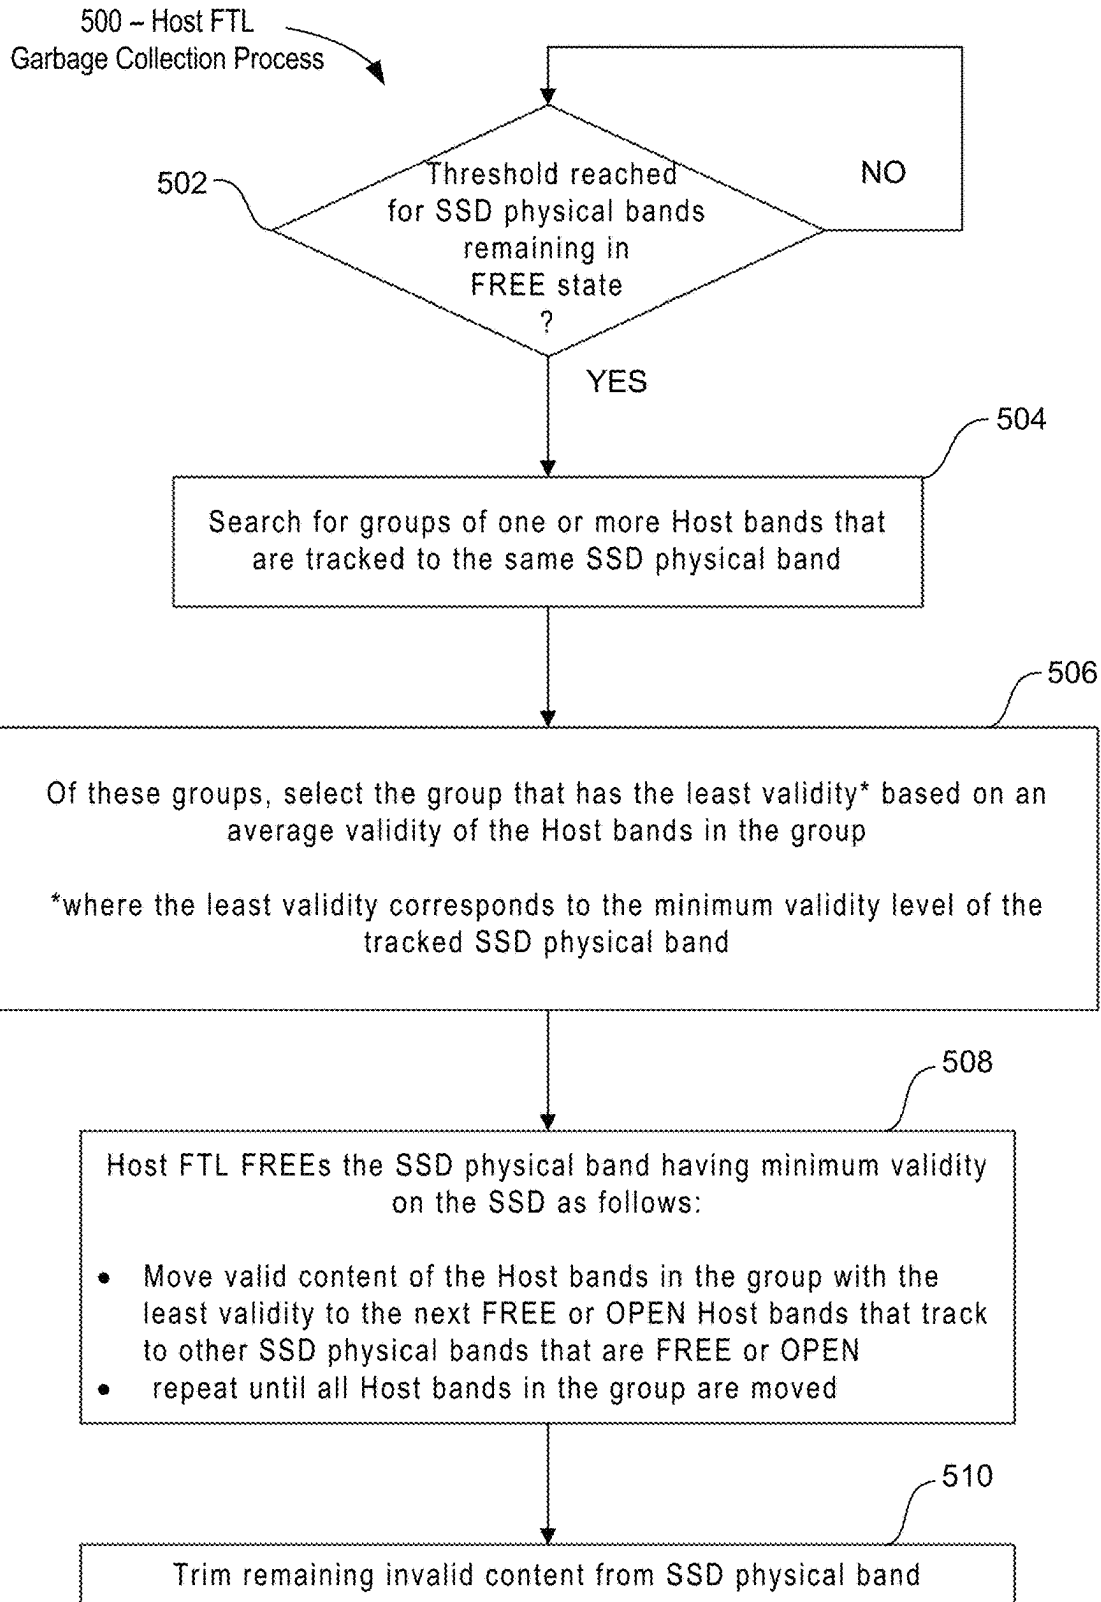 500 – Host FTL
Garbage Collection Process
502
Threshold reached
for SSD physical bands
remaining in
FREE state
?
NO
YES
504
Search for groups of one or more Host bands that
are tracked to the same SSD physical band
506
Of these groups, select the group that has the least validity* based on an
average validity of the Host bands in the group
*where the least validity corresponds to the minimum validity level of the
tracked SSD physical band
508
Host FTL FREEs the SSD physical band having minimum validity
on the SSD as follows:
• Move valid content of the Host bands in the group with the
least validity to the next FREE or OPEN Host bands that track
to other SSD physical bands that are FREE or OPEN
• repeat until all Host bands in the group are moved
510
Trim remaining invalid content from SSD physical band